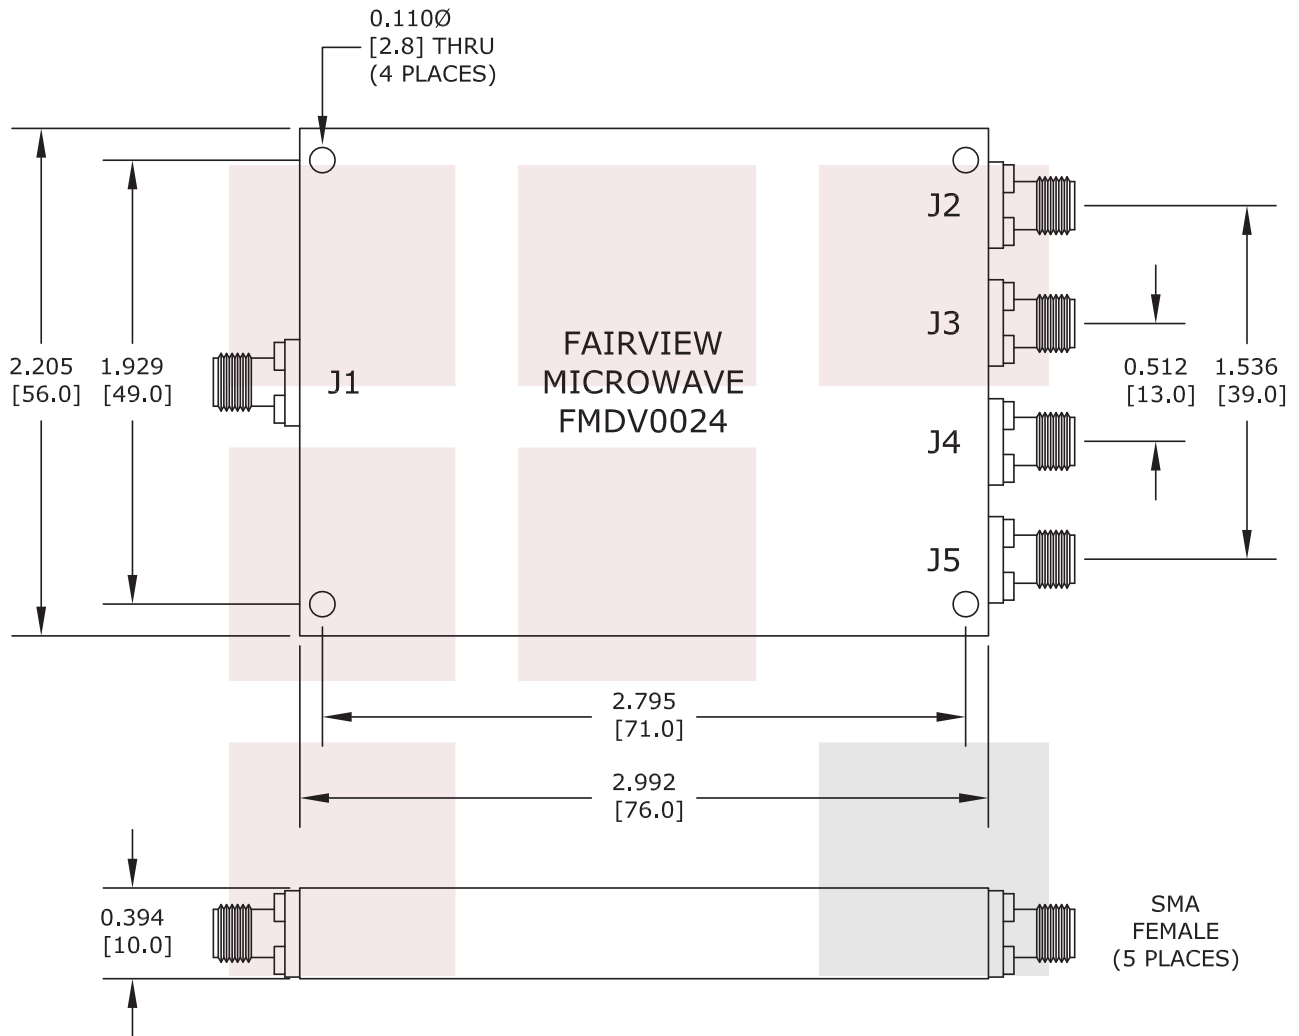 0.110Ø
[2.8] THRU
(4 PLACES)
J2
J3
J1
FAIRVIEW
MICROWAVE
FMDV0024
J4
J5
2.205
[56.0]
1.929
[49.0]
0.512
[13.0]
1.536
[39.0]
2.795
[71.0]
2.992
[76.0]
0.394
[10.0]
SMA
FEMALE
(5 PLACES)